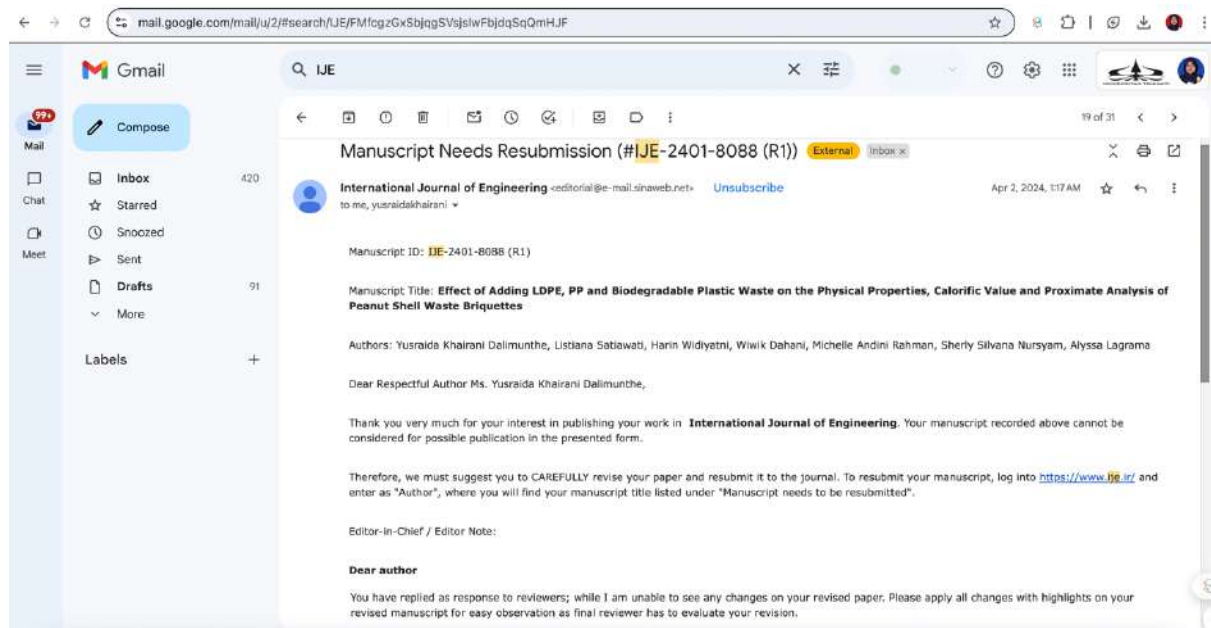 mail.google.com/mail/u/2/#search/IJE/FMfcgzGxSbjqgSVsjslwFbjdqSqQmHJF
Gmail
IJE
99+
Mail
Chat
Meet
Compose
Inbox 420
Starred
Snoozed
Sent
Drafts 91
More
Labels
19 of 31
Manuscript Needs Resubmission (#IJE-2401-8088 (R1)) External Inbox ×
International Journal of Engineering <editorial@e-mail.sinaweb.net> Unsubscribe
Apr 2, 2024, 1:17 AM
to me, yusraidakhairani
Manuscript ID: IJE-2401-8088 (R1)
Manuscript Title: Effect of Adding LDPE, PP and Biodegradable Plastic Waste on the Physical Properties, Calorific Value and Proximate Analysis of
Peanut Shell Waste Briquettes
Authors: Yusraida Khairani Dalimunthe, Listiana Satiawati, Harin Widiyatni, Wiwik Dahani, Michelle Andini Rahman, Sherly Silvana Nursyam, Alyssa Lagrama
Dear Respectful Author Ms. Yusraida Khairani Dalimunthe,
Thank you very much for your interest in publishing your work in International Journal of Engineering. Your manuscript recorded above cannot be
considered for possible publication in the presented form.
Therefore, we must suggest you to CAREFULLY revise your paper and resubmit it to the journal. To resubmit your manuscript, log into https://www.ije.ir/ and
enter as "Author", where you will find your manuscript title listed under "Manuscript needs to be resubmitted".
Editor-in-Chief / Editor Note:
Dear author
You have replied as response to reviewers; while I am unable to see any changes on your revised paper. Please apply all changes with highlights on your
revised manuscript for easy observation as final reviewer has to evaluate your revision.